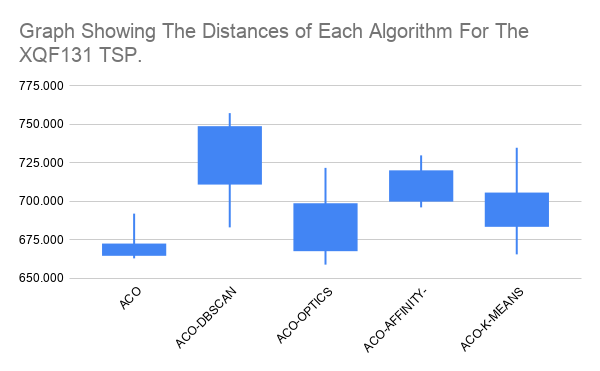 Graph Showing The Distances of Each Algorithm For The
XQF131 TSP.
775.000
750.000
725.000
700.000
675.000
650.000
ACO
ACO-DBSCAN
ACO-OPTICS
ACO-AFFINITY-
ACO-K-MEANS